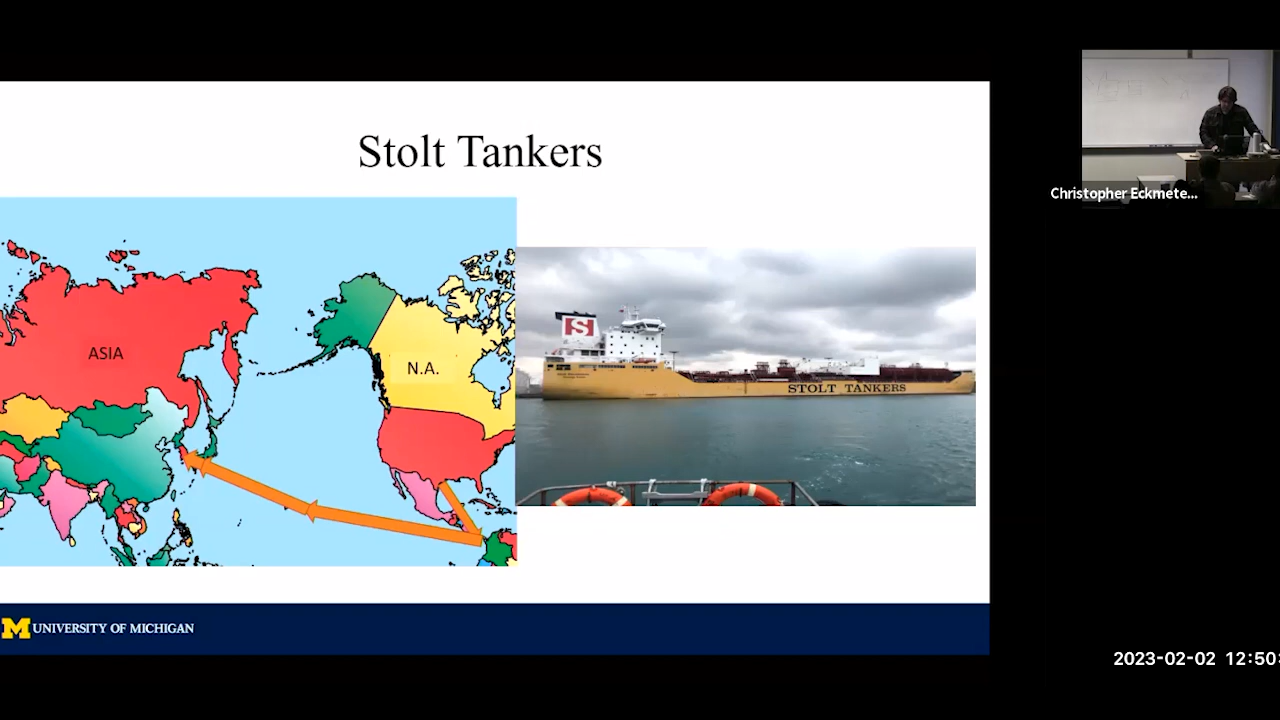 Stolt Tankers
ASIA
N.A.
S
STOLT TANKERS
M UNIVERSITY OF MICHIGAN
Christopher Eckmete...
2023-02-02 12:50: